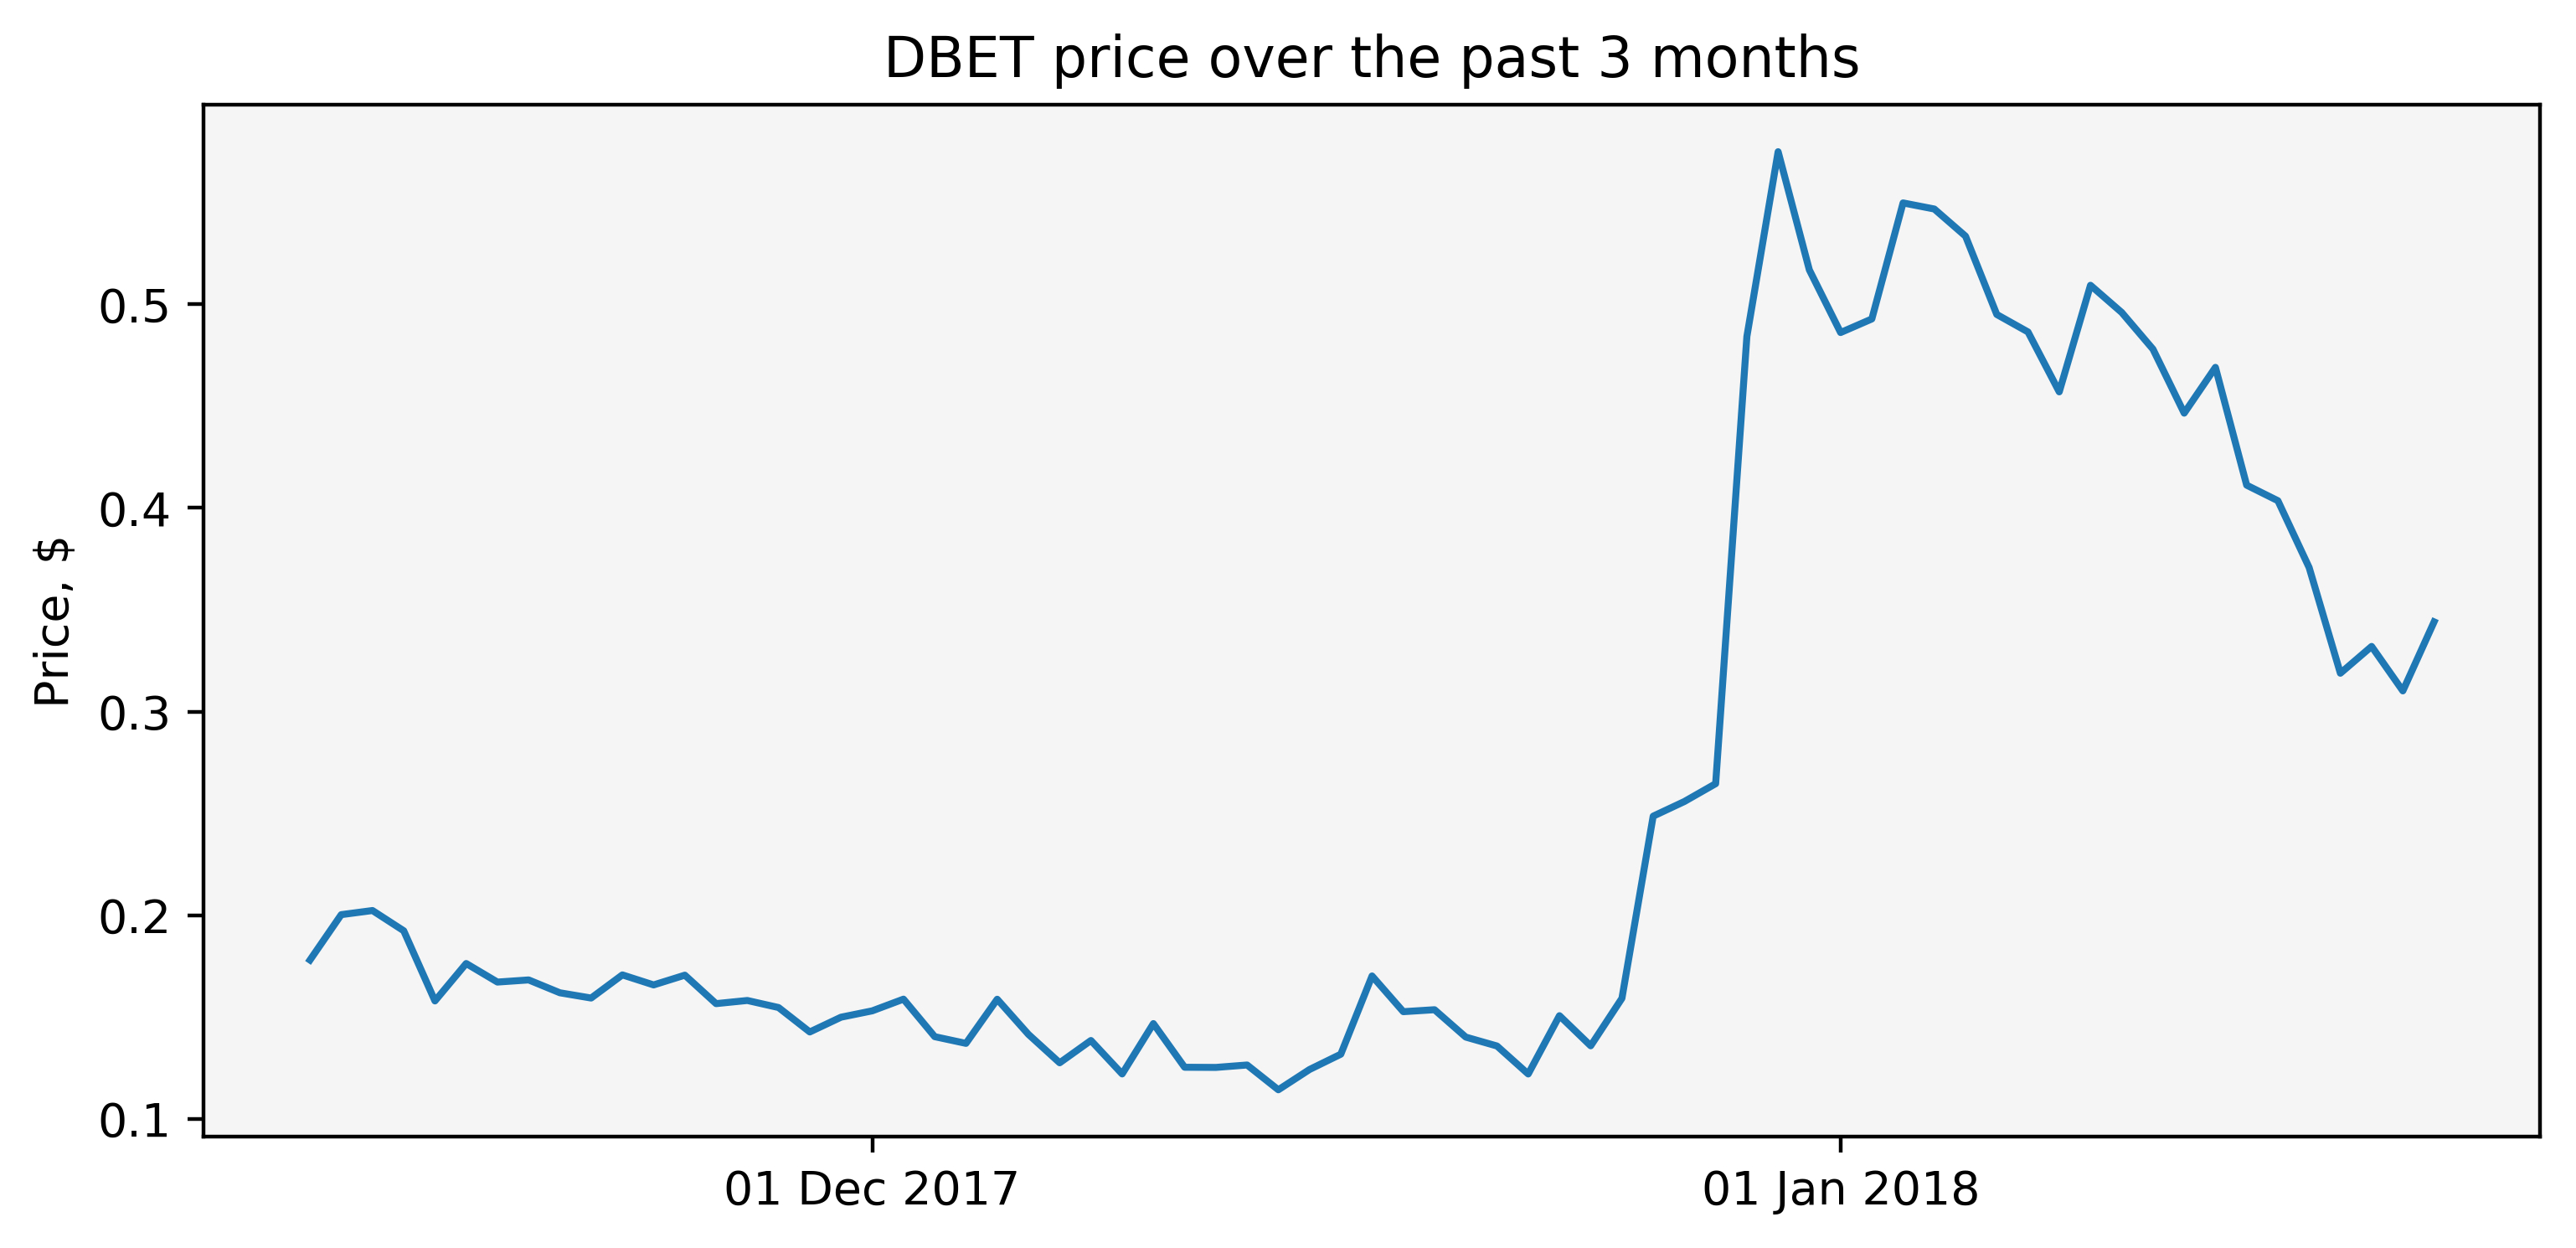 DBET price over the past 3 months
Price, $
0.5
0.4
0.3
0.2
0.1
01 Dec 2017
01 Jan 2018